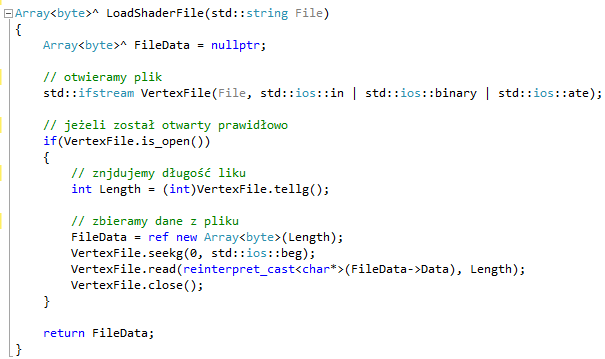 Array<byte>^ LoadShaderFile(std::string File)
{
    Array<byte>^ FileData = nullptr;

    // otwieramy plik
    std::ifstream VertexFile(File, std::ios::in | std::ios::binary | std::ios::ate);

    // jeżeli został otwarty prawidłowo
    if(VertexFile.is_open())
    {
        // znjdujemy długość liku
        int Length = (int)VertexFile.tellg();

        // zbieramy dane z pliku
        FileData = ref new Array<byte>(Length);
        VertexFile.seekg(0, std::ios::beg);
        VertexFile.read(reinterpret_cast<char*>(FileData->Data), Length);
        VertexFile.close();
    }

    return FileData;
}